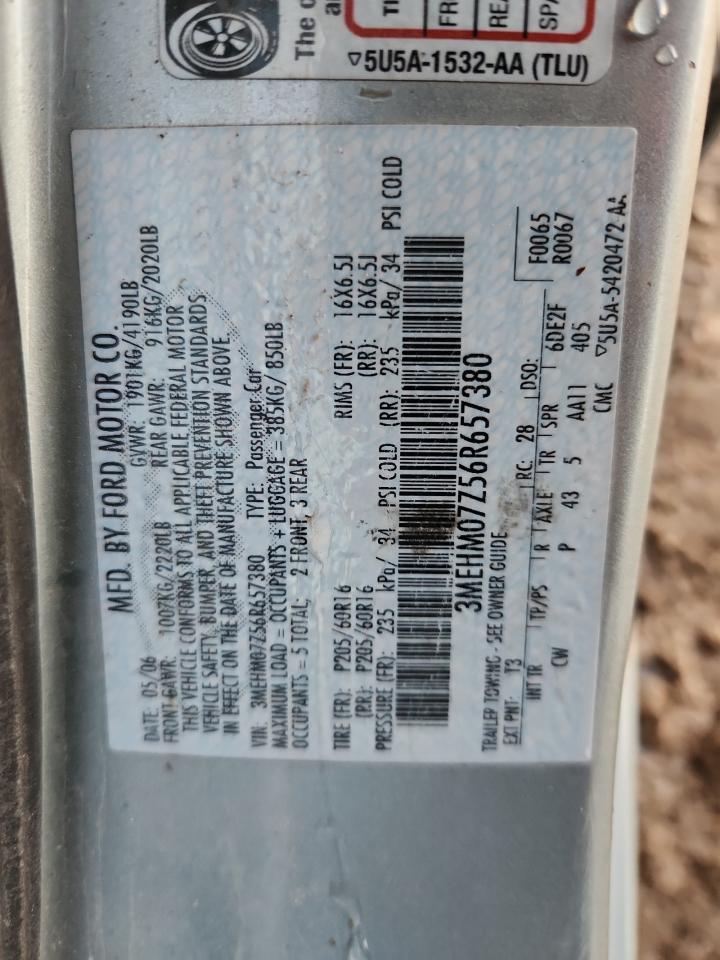 The
TI
FR
REA
SPA
▽5U5A-1532-AA (TLU)
MFD. BY FORD MOTOR CO.
DATE: 05/06 GVWR: 1901KG/4190LB
FRONT GAWR: 1007KG/2220LB REAR GAWR: 916KG/2020LB
THIS VEHICLE CONFORMS TO ALL APPLICABLE FEDERAL MOTOR
VEHICLE SAFETY, BUMPER, AND THEFT PREVENTION STANDARDS
IN EFFECT ON THE DATE OF MANUFACTURE SHOWN ABOVE.
VIN: 3MEHM07Z56R657380 TYPE: Passenger Car
MAXIMUM LOAD = OCCUPANTS + LUGGAGE = 385KG/ 850LB
OCCUPANTS = 5 TOTAL; 2 FRONT, 3 REAR
TIRE (FR): P205/60R16 RIMS (FR): 16X6.5J
(RR): P205/60R16 (RR): 16X6.5J
PRESSURE (FR): 235 kPa/ 34 PSI COLD (RR): 235 kPa/ 34 PSI COLD
3MEHM07Z56R657380
TRAILER TOWING - SEE OWNER GUIDE
EXT PNT: T3 RC: 28 DSO: F0065
R0067
INT TR TP/PS R AXLE TR SPR 6DE2F
CW P 43 5 AA11 405
CMC ▽5U5A-5420472-AA